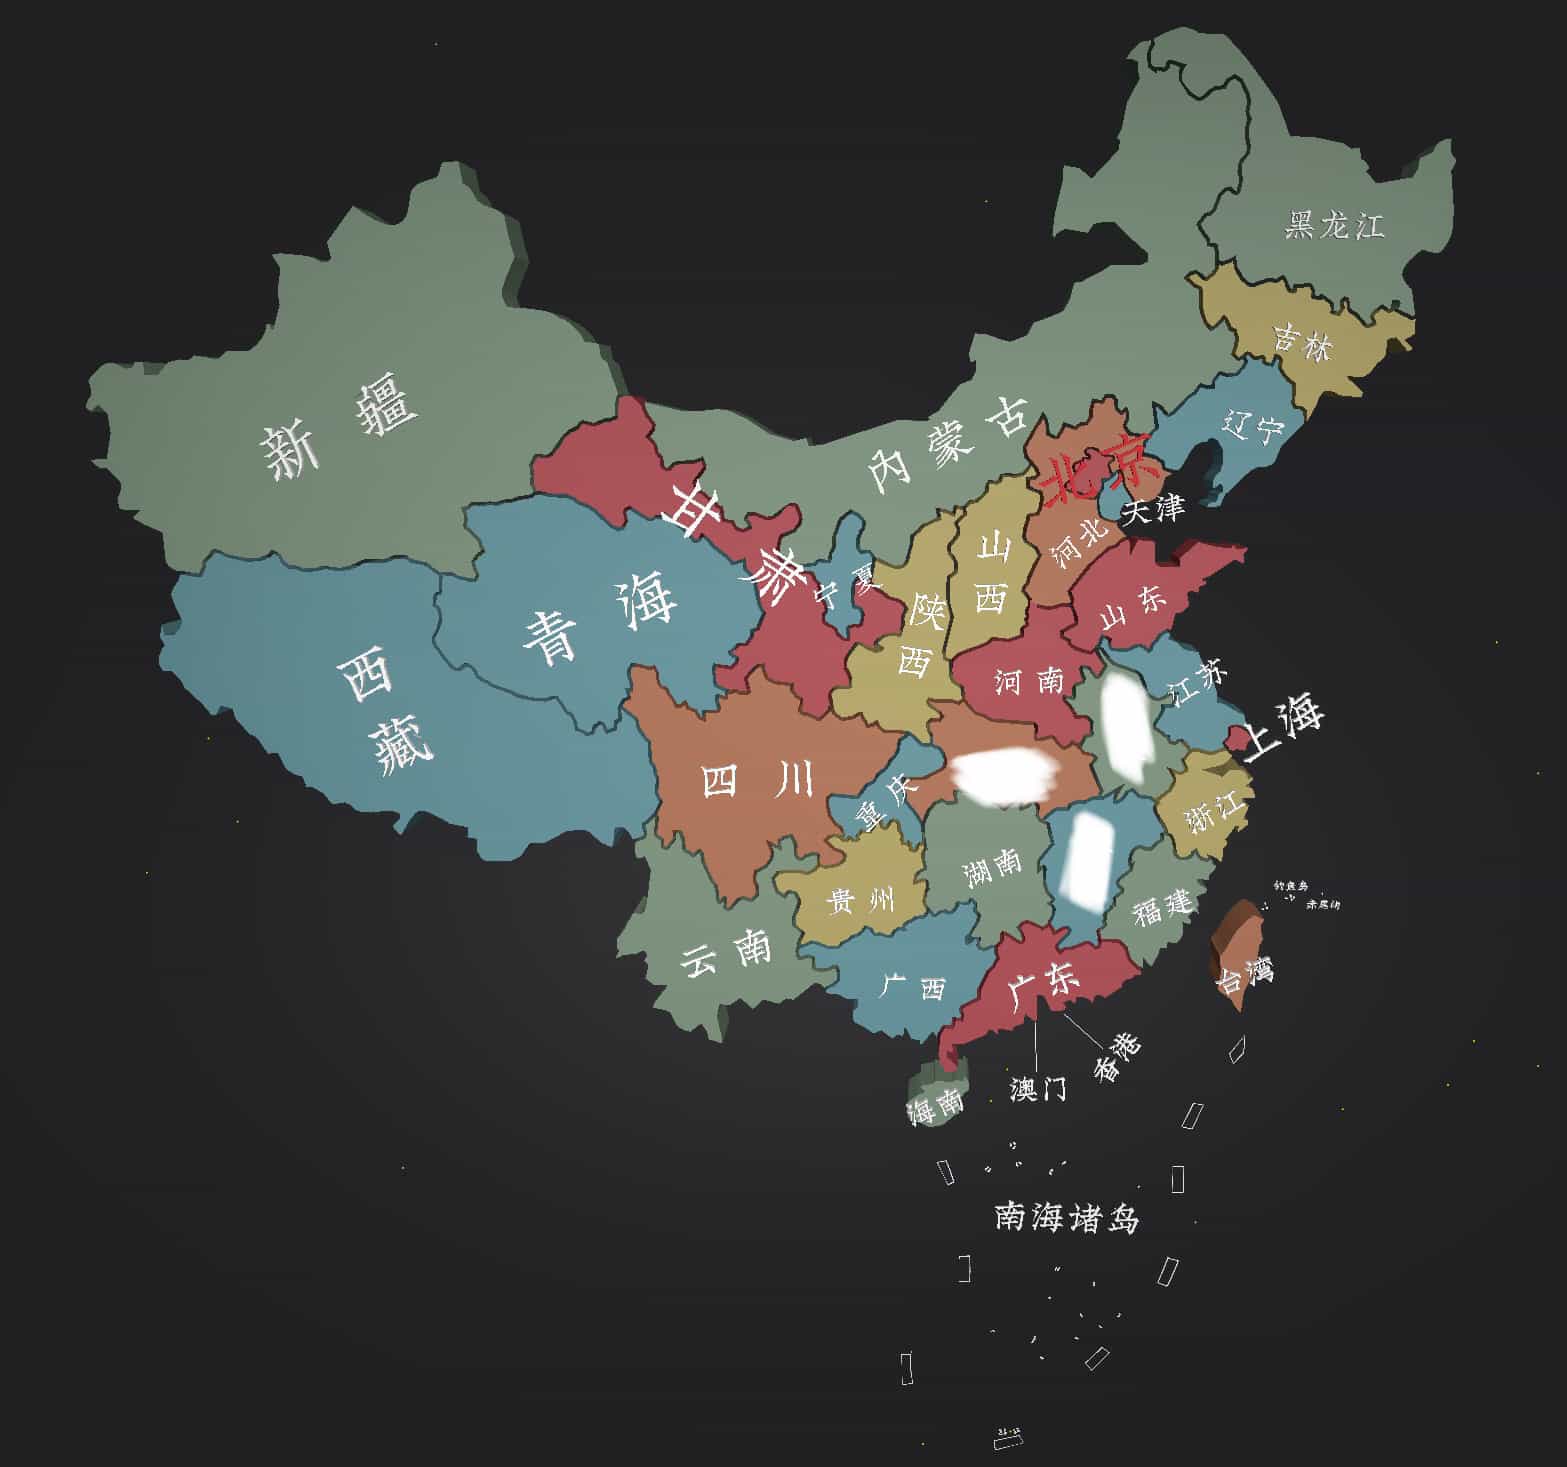 黑龙江
吉林
辽宁
内蒙古
新疆
北京
天津
河北
甘肃
宁夏
山西
陕西
山东
青海
西藏
河南
江苏
上海
四川
重庆
浙江
湖南
贵州
福建
云南
广西
广东
台湾
钓鱼岛
赤尾屿
香港
澳门
海南
南海诸岛